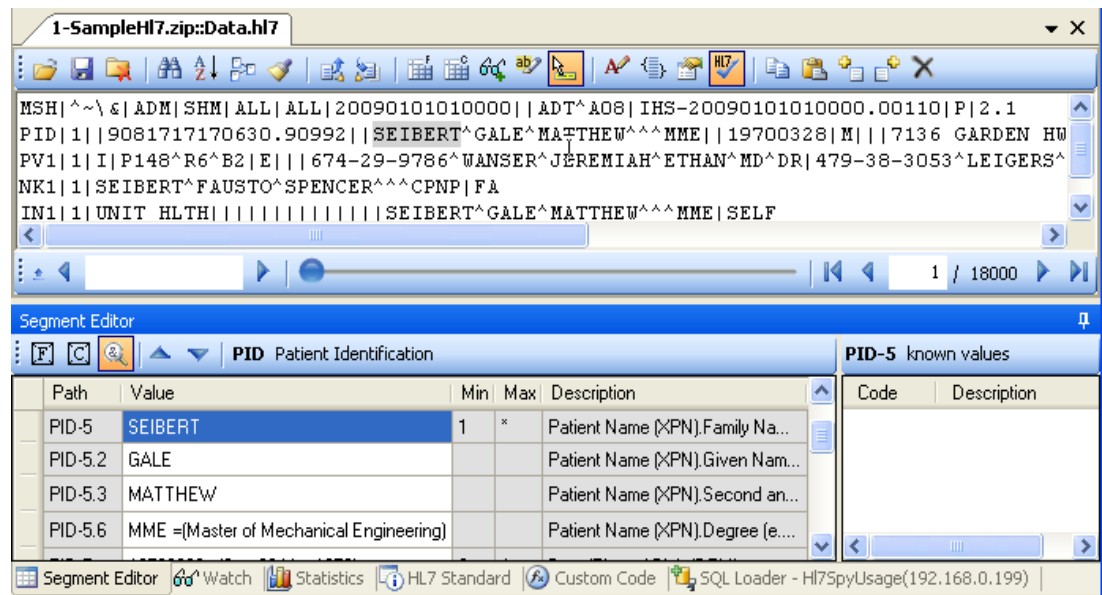 1-SampleHl7.zip::Data.hl7
MSH|^~\&|ADM|SHM|ALL|ALL|20090101010000||ADT^A08|IHS-20090101010000.00110|P|2.1
PID|1||9081717170630.90992||SEIBERT^GALE^MATTHEW^^^MME||19700328|M|||7136 GARDEN HW
PV1|1|I|P148^R6^B2|E|||674-29-9786^WANSER^JEREMIAH^ETHAN^MD^DR|479-38-3053^LEIGERS^
NK1|1|SEIBERT^FAUSTO^SPENCER^^^CPNP|FA
IN1|1|UNIT HLTH||||||||||||||SEIBERT^GALE^MATTHEW^^^MME|SELF
1 / 18000
Segment Editor
F C & PID Patient Identification PID-5 known values
Path Value Min Max Description Code Description
PID-5 SEIBERT 1 * Patient Name (XPN).Family Na...
PID-5.2 GALE Patient Name (XPN).Given Nam...
PID-5.3 MATTHEW Patient Name (XPN).Second an...
PID-5.6 MME =(Master of Mechanical Engineering) Patient Name (XPN).Degree (e....
Segment Editor Watch Statistics HL7 Standard Custom Code SQL Loader - Hl7SpyUsage(192.168.0.199)